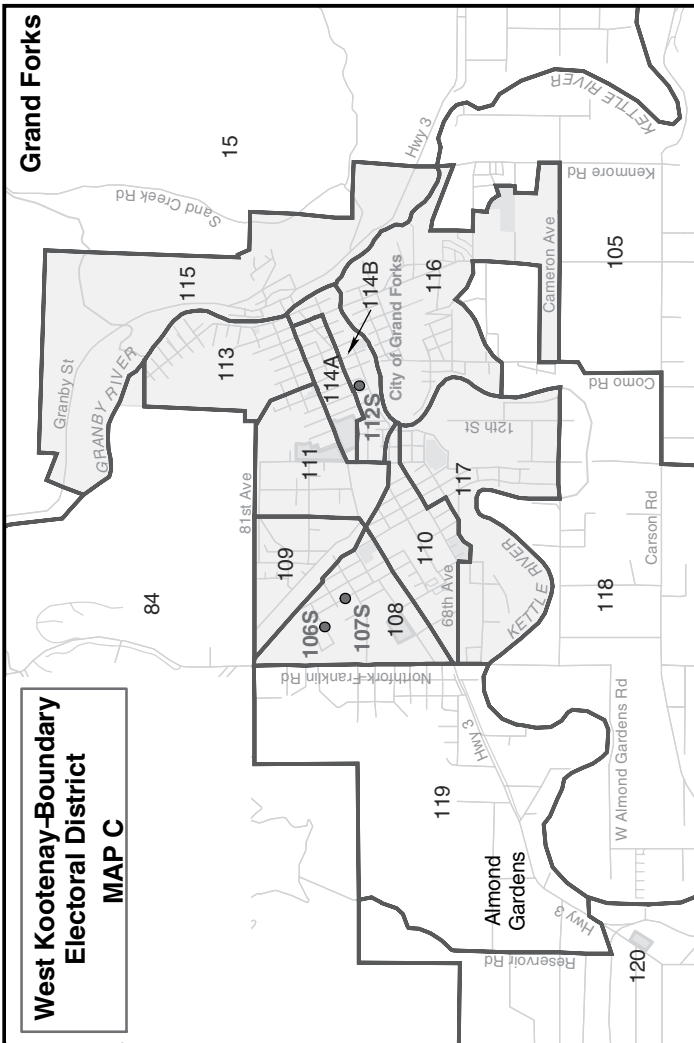 West Kootenay-Boundary
Electoral District
MAP C
Grand Forks
84
15
Granby St
GRANBY RIVER
Sand Creek Rd
115
113
81st Ave
Hwy 3
109
111
114A
114B
KETTLE RIVER
106S
107S
108
112S
City of Grand Forks
116
Northfork-Franklin Rd
110
68th Ave
117
12th St
Cameron Ave
Kenmore Rd
Hwy 3
119
KETTLE
RIVER
Como Rd
105
Almond
Gardens
Hwy 3
W Almond Gardens Rd
118
Carson Rd
Reservoir Rd
120